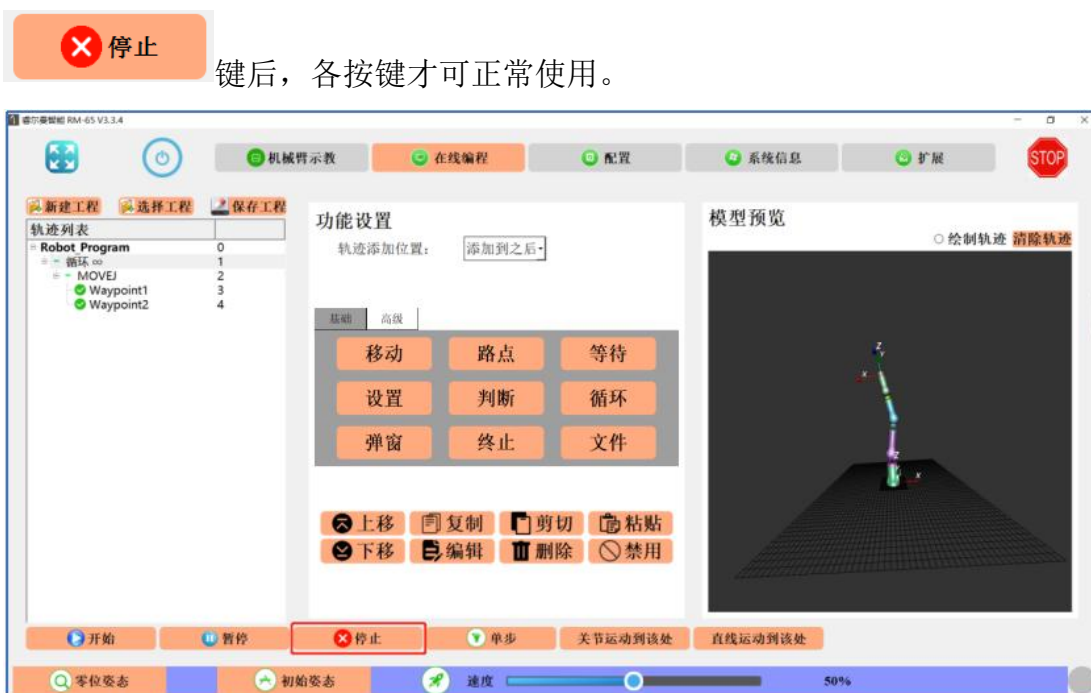 停止
键后，各按键才可正常使用。
睿尔曼智能 RM-65 V3.3.4
机械臂示教 在线编程 配置 系统信息 扩展 STOP
新建工程 选择工程 保存工程
轨迹列表
Robot_Program 0
循环 ∞ 1
MOVEJ 2
Waypoint1 3
Waypoint2 4
功能设置
轨迹添加位置： 添加到之后
基础 高级
移动 路点 等待
设置 判断 循环
弹窗 终止 文件
上移 复制 剪切 粘贴
下移 编辑 删除 禁用
模型预览
绘制轨迹 清除轨迹
Z
Y
X
Z
X
开始 暂停 停止 单步 关节运动到该处 直线运动到该处
零位姿态 初始姿态 速度 50%